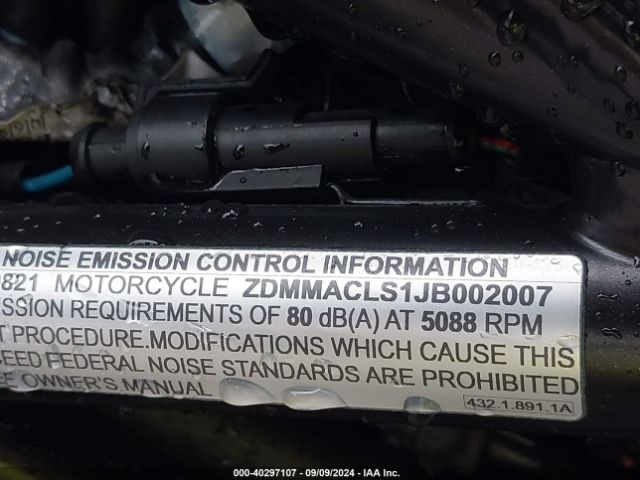 NOISE EMISSION CONTROL INFORMATION
821 MOTORCYCLE ZDMMACLS1JB002007
SSION REQUIREMENTS OF 80 dB(A) AT 5088 RPM
T PROCEDURE.MODIFICATIONS WHICH CAUSE THIS
EED FEDERAL NOISE STANDARDS ARE PROHIBITED
EE OWNER'S MANUAL
432.1.891.1A
000-40297107 - 09/09/2024 - IAA Inc.